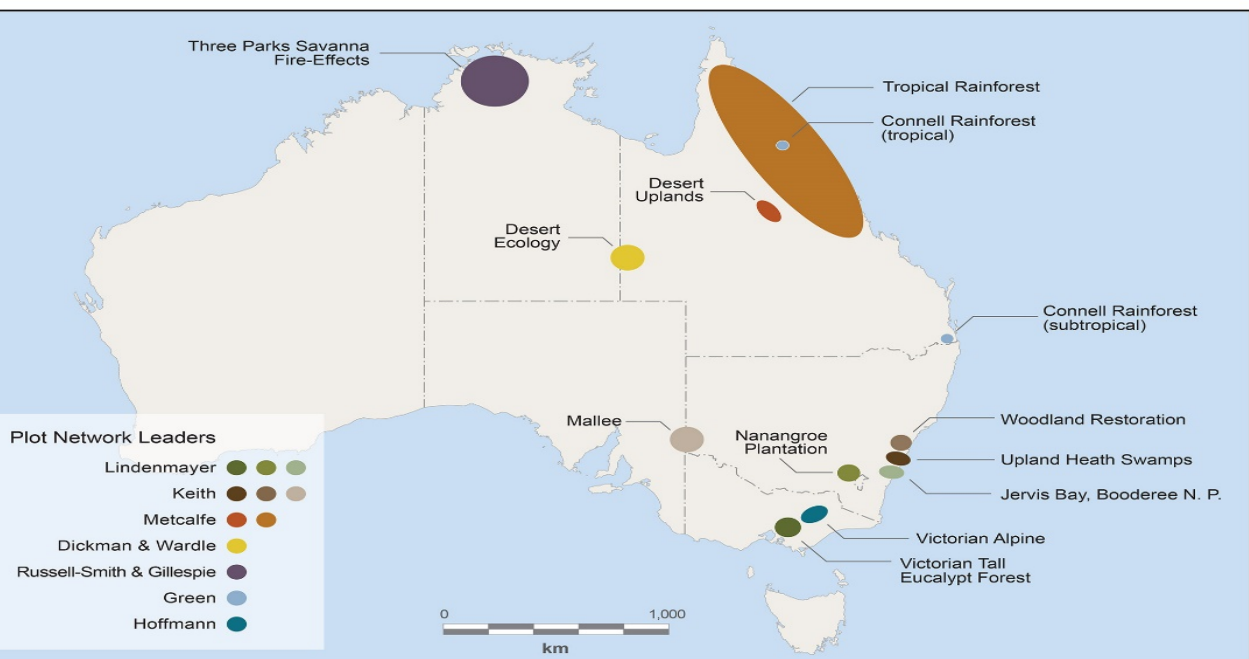 Three Parks Savanna
Fire-Effects
Tropical Rainforest
Connell Rainforest
(tropical)
Desert
Uplands
Desert
Ecology
Connell Rainforest
(subtropical)
Mallee
Nanangroe
Plantation
Woodland Restoration
Upland Heath Swamps
Jervis Bay, Booderee N. P.
Victorian Alpine
Victorian Tall
Eucalypt Forest
Plot Network Leaders
Lindenmayer
Keith
Metcalfe
Dickman & Wardle
Russell-Smith & Gillespie
Green
Hoffmann
0 1,000
km